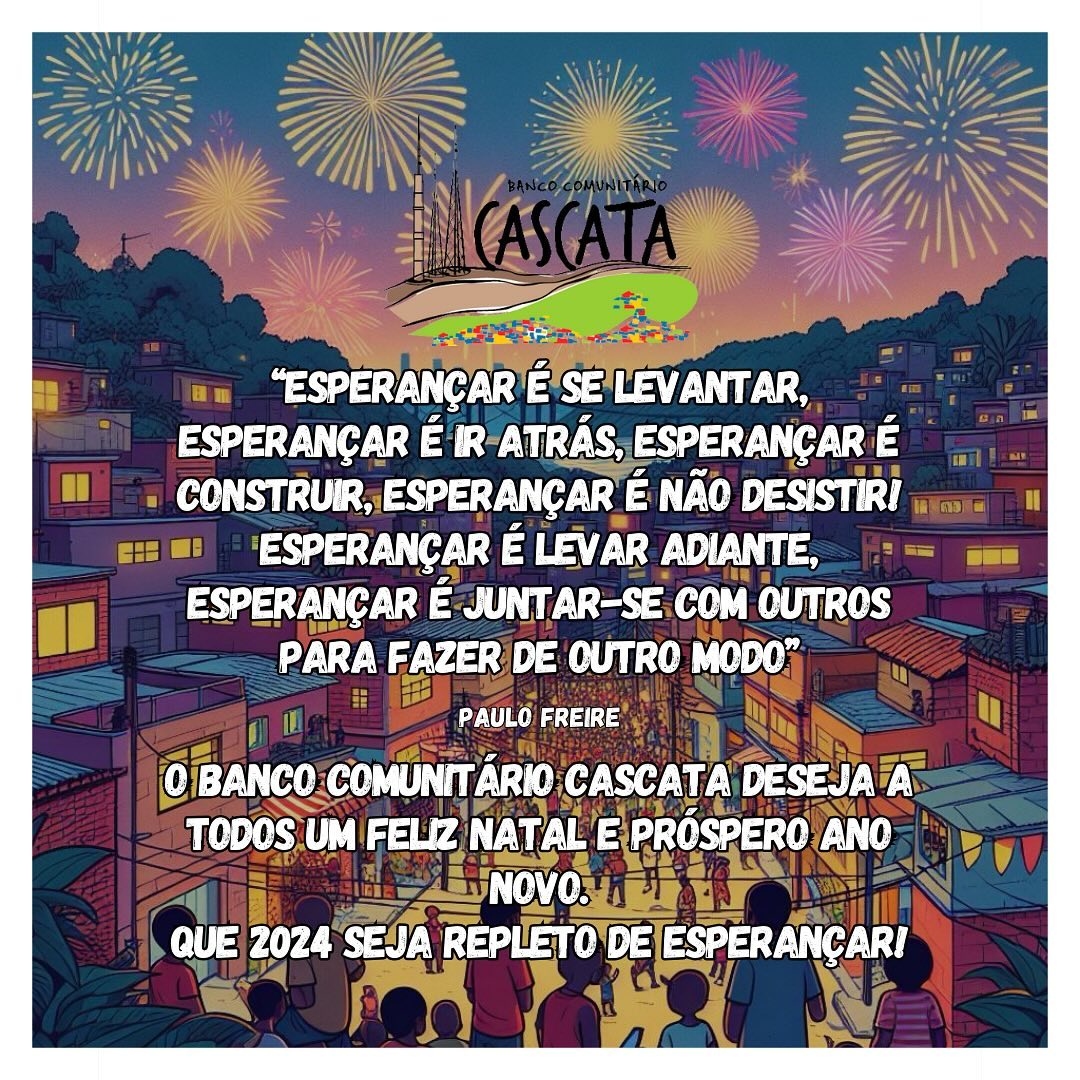 BANCO COMUNITÁRIO
CASCATA
“ESPERANÇAR É SE LEVANTAR,
ESPERANÇAR É IR ATRÁS, ESPERANÇAR É
CONSTRUIR, ESPERANÇAR É NÃO DESISTIR!
ESPERANÇAR É LEVAR ADIANTE,
ESPERANÇAR É JUNTAR-SE COM OUTROS
PARA FAZER DE OUTRO MODO”
PAULO FREIRE
O BANCO COMUNITÁRIO CASCATA DESEJA A
TODOS UM FELIZ NATAL E PRÓSPERO ANO
NOVO.
QUE 2024 SEJA REPLETO DE ESPERANÇAR!